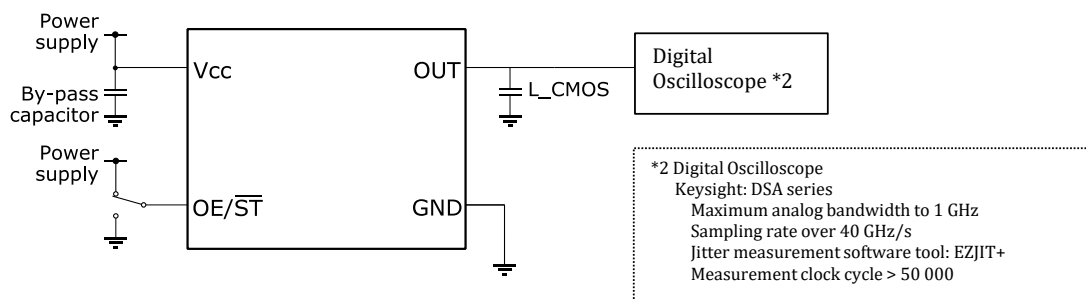 Power
supply
Vcc
By-pass
capacitor
Power
supply
OE/S̅T̅
OUT
L_CMOS
GND
Digital
Oscilloscope *2
*2 Digital Oscilloscope
Keysight: DSA series
Maximum analog bandwidth to 1 GHz
Sampling rate over 40 GHz/s
Jitter measurement software tool: EZJIT+
Measurement clock cycle > 50 000